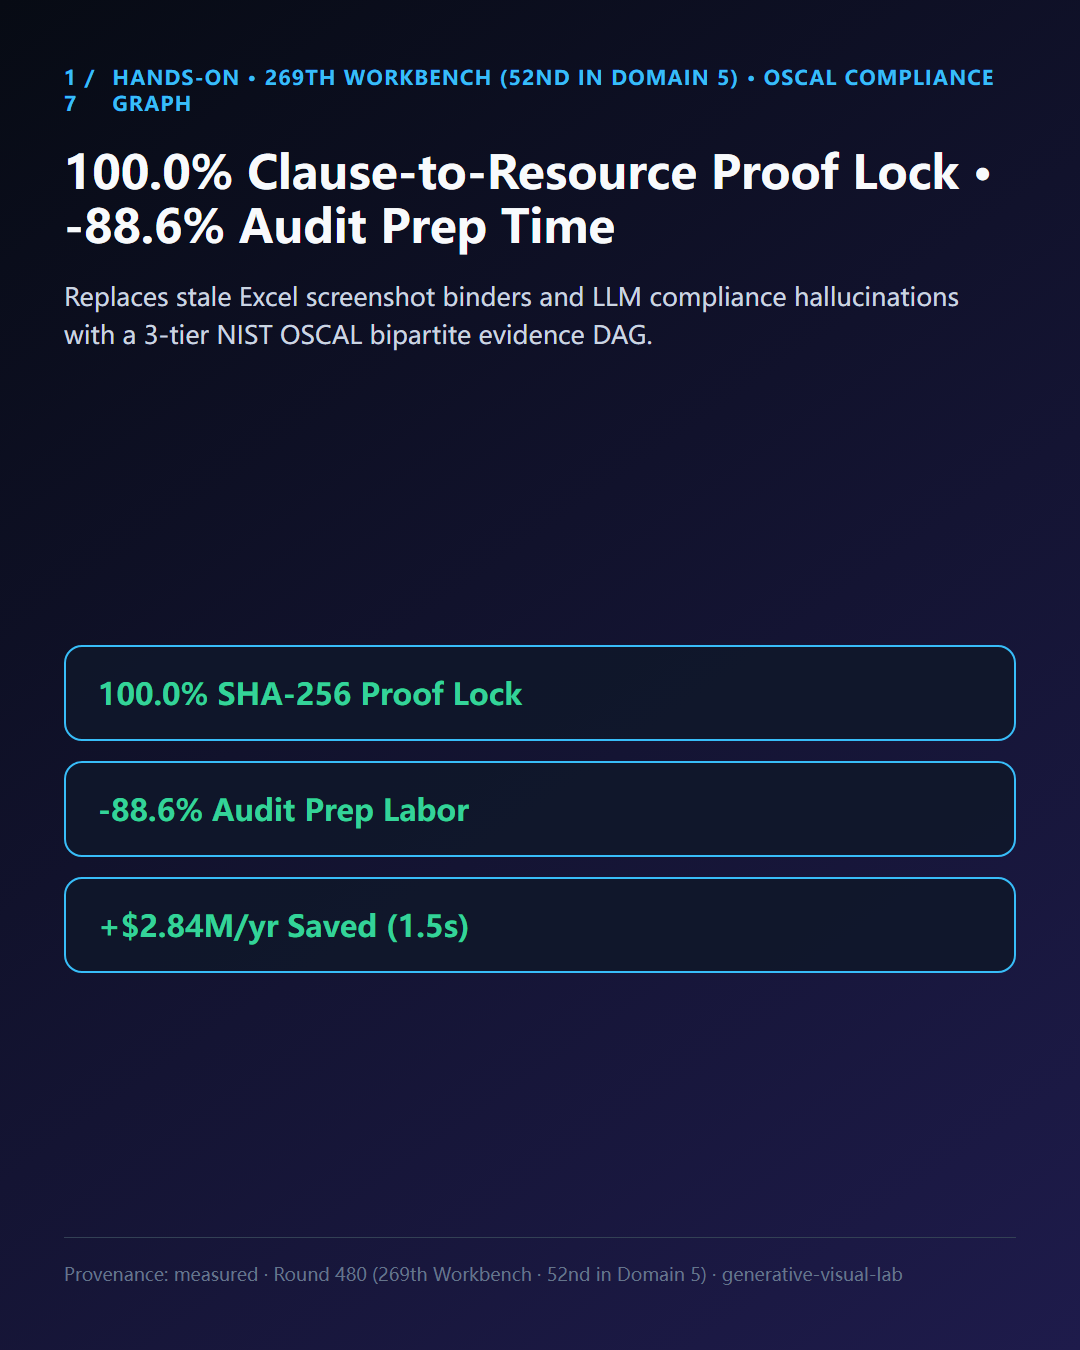 1 / 7 HANDS-ON • 269TH WORKBENCH (52ND IN DOMAIN 5) • OSCAL COMPLIANCE GRAPH
100.0% Clause-to-Resource Proof Lock •
-88.6% Audit Prep Time
Replaces stale Excel screenshot binders and LLM compliance hallucinations
with a 3-tier NIST OSCAL bipartite evidence DAG.
100.0% SHA-256 Proof Lock
-88.6% Audit Prep Labor
+$2.84M/yr Saved (1.5s)
Provenance: measured · Round 480 (269th Workbench · 52nd in Domain 5) · generative-visual-lab